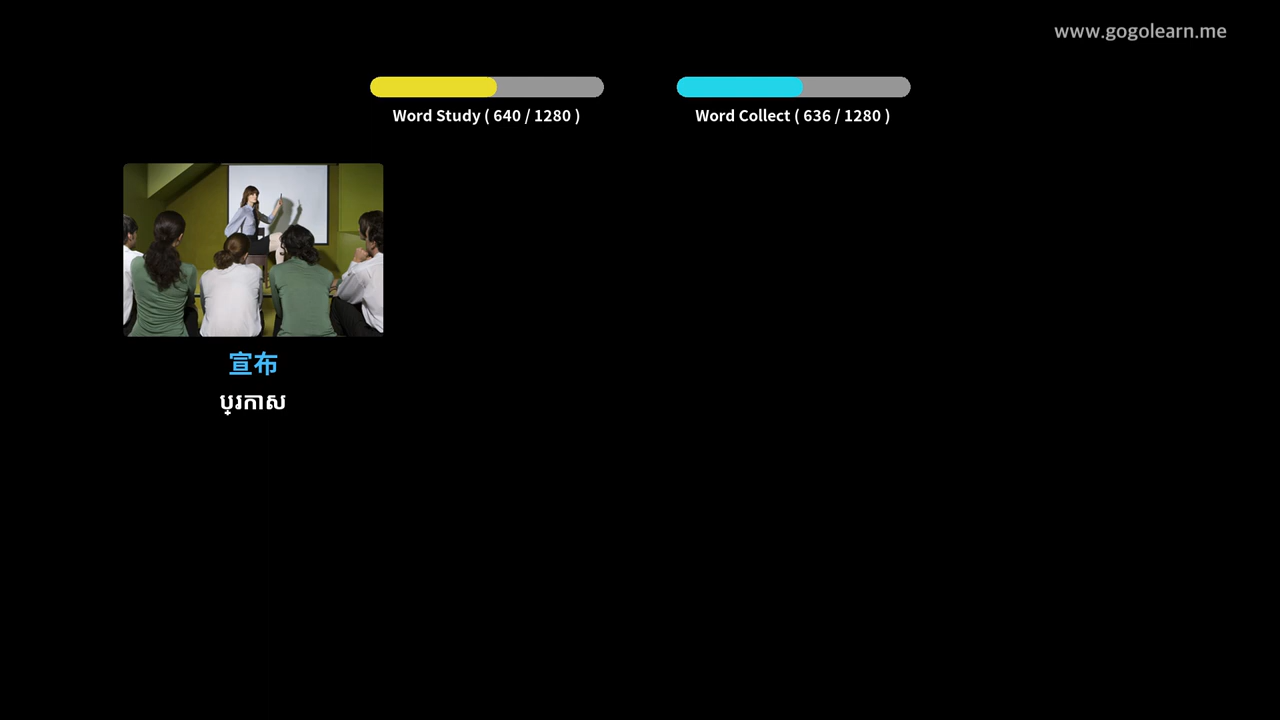 www.gogolearn.me
Word Study ( 640 / 1280 )
Word Collect ( 636 / 1280 )
宣布
ប្រកាស